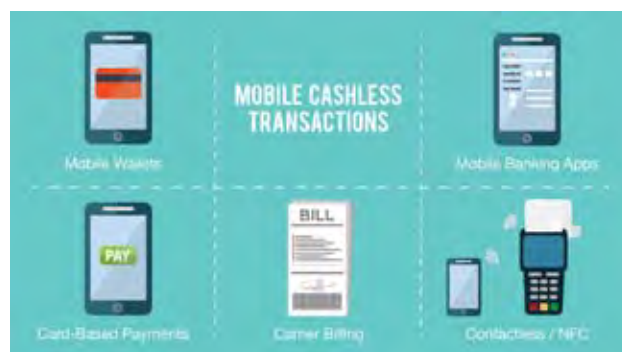 MOBILE CASHLESS
TRANSACTIONS
Mobile Wallets
Mobile Banking Apps
PAY
BILL
Card-Based Payments
Carrier Billing
Contactless / NFC